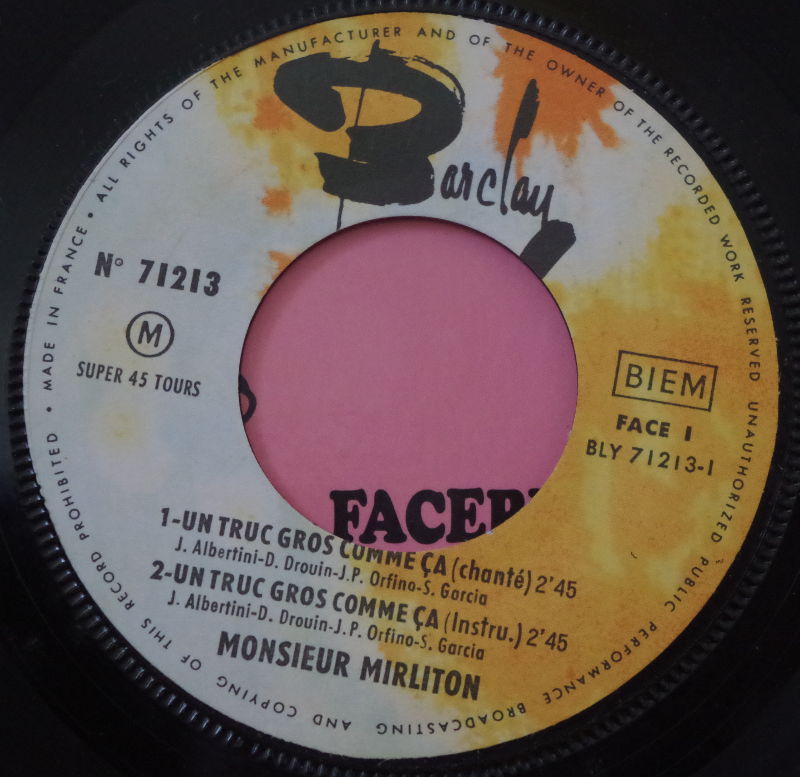 Barclay
ALL RIGHTS OF THE MANUFACTURER AND OF THE OWNER OF THE RECORDED WORK RESERVED UNAUTHORIZED PUBLIC PERFORMANCE BROADCASTING AND COPYING OF THIS RECORD PROHIBITED • MADE IN FRANCE •
N° 71213
M
SUPER 45 TOURS
BIEM
FACE 1
BLY 71213-1
1-UN TRUC GROS COMME ÇA (chanté) 2'45
J. Albertini-D. Drouin-J.P. Orfino-S. Garcia
2-UN TRUC GROS COMME ÇA (Instru.) 2'45
J. Albertini-D. Drouin-J.P. Orfino-S. Garcia
MONSIEUR MIRLITON